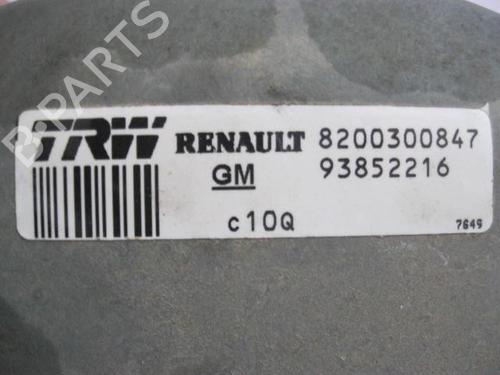 B-PARTS
TRW RENAULT 8200300847
GM 93852216
c10Q 7649